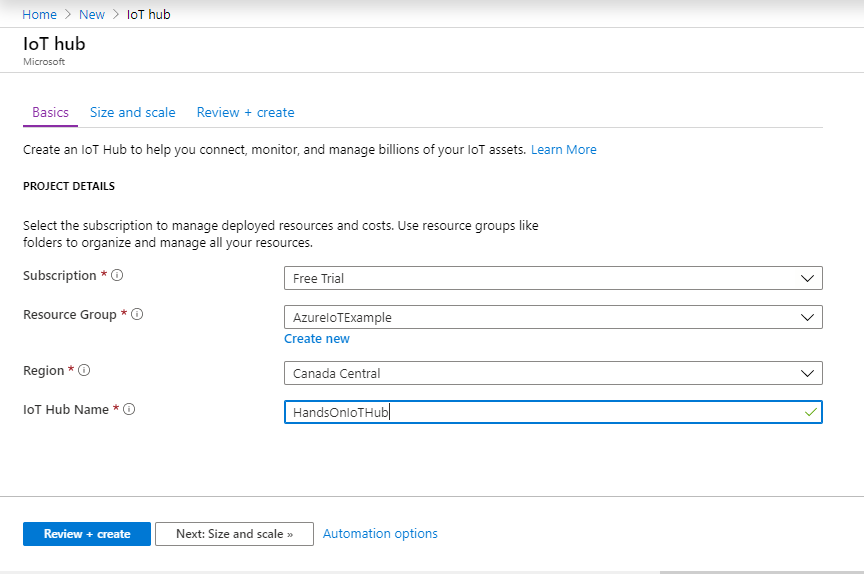 Home > New > IoT hub
IoT hub
Microsoft
Basics Size and scale Review + create
Create an IoT Hub to help you connect, monitor, and manage billions of your IoT assets. Learn More
PROJECT DETAILS
Select the subscription to manage deployed resources and costs. Use resource groups like
folders to organize and manage all your resources.
Subscription * Free Trial
Resource Group * AzureIoTExample
Create new
Region * Canada Central
IoT Hub Name * HandsOnIoTHub
Review + create Next: Size and scale » Automation options